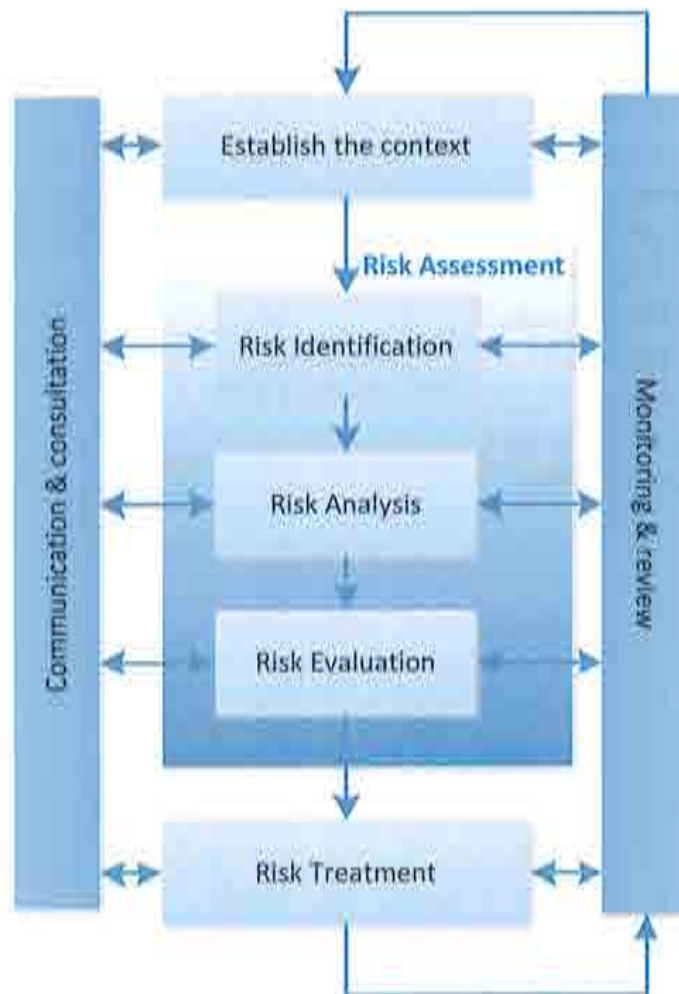 Establish the context
Risk Assessment
Communication & consultation
Risk Identification
Monitoring & review
Risk Analysis
Risk Evaluation
Risk Treatment